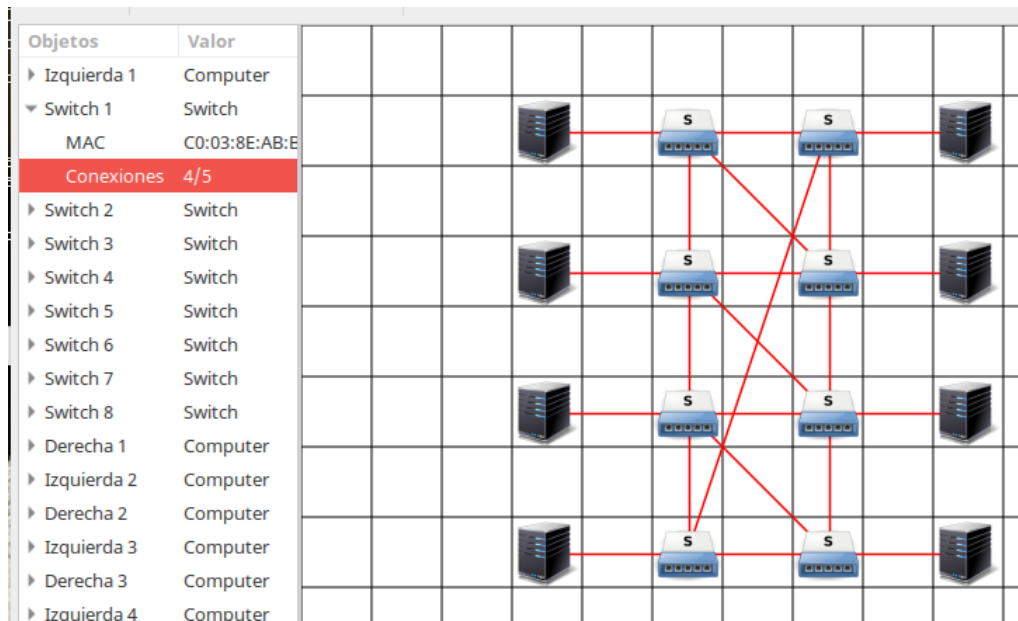 Objetos Valor
Izquierda 1 Computer
Switch 1 Switch
MAC C0:03:8E:AB:
Conexiones 4/5
Switch 2 Switch
Switch 3 Switch
Switch 4 Switch
Switch 5 Switch
Switch 6 Switch
Switch 7 Switch
Switch 8 Switch
Derecha 1 Computer
Izquierda 2 Computer
Derecha 2 Computer
Izquierda 3 Computer
Derecha 3 Computer
Izquierda 4 Computer
S S
S S
S S
S S